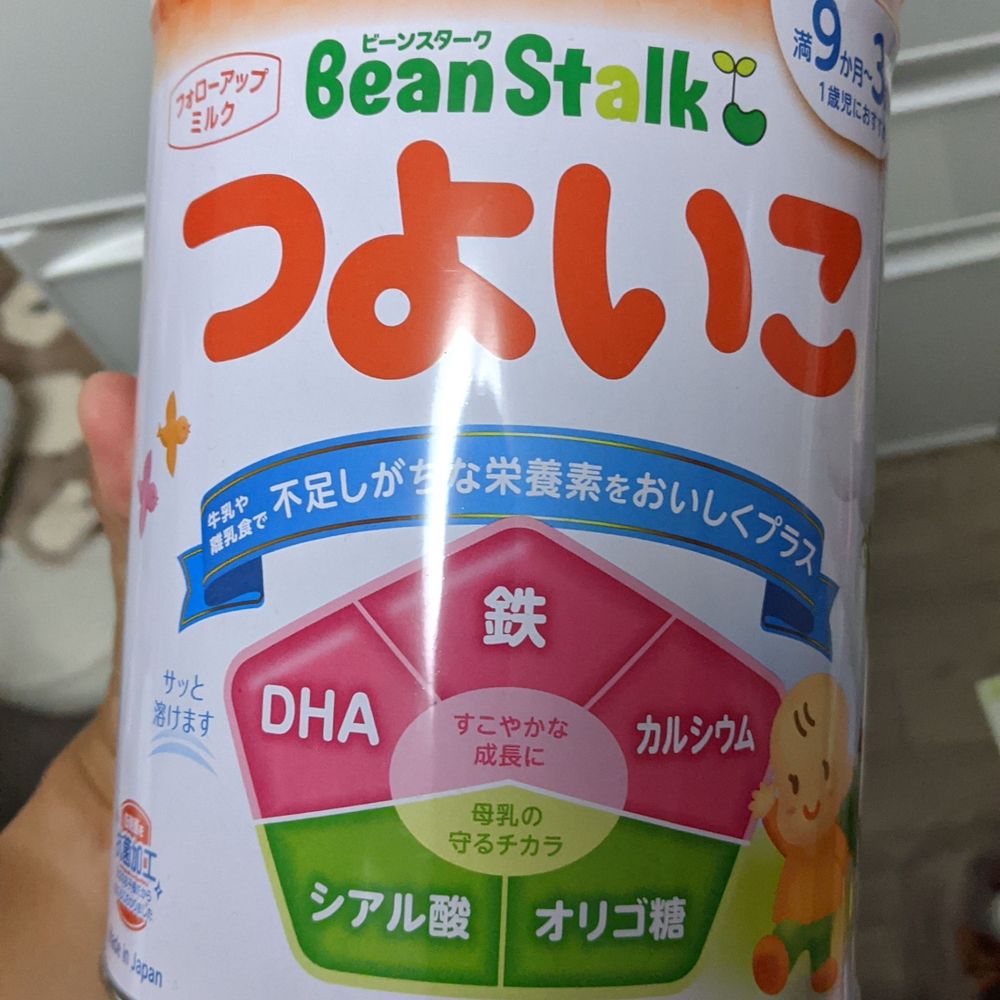 フォローアップ
ミルク
ビーンスターク
BeanStalk
満9か月～3
1歳児におすす
つよいこ
牛乳や
離乳食で
不足しがちな栄養素をおいしくプラス
サッと
溶けます
鉄
DHA
カルシウム
すこやかな
成長に
母乳の
守るチカラ
シアル酸
オリゴ糖
抗菌加工
Made in Japan